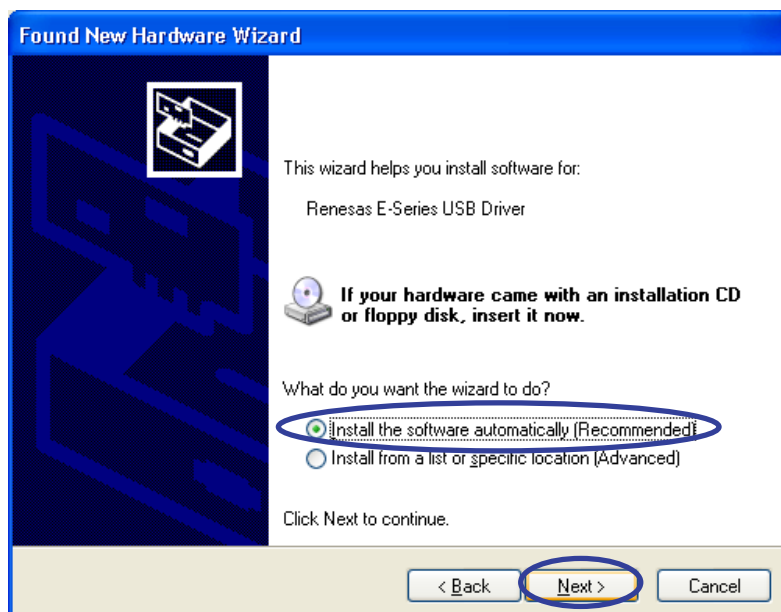 Found New Hardware Wizard
This wizard helps you install software for:
Renesas E-Series USB Driver
If your hardware came with an installation CD
or floppy disk, insert it now.
What do you want the wizard to do?
Install the software automatically (Recommended)
Install from a list or specific location (Advanced)
Click Next to continue.
< Back
Next >
Cancel